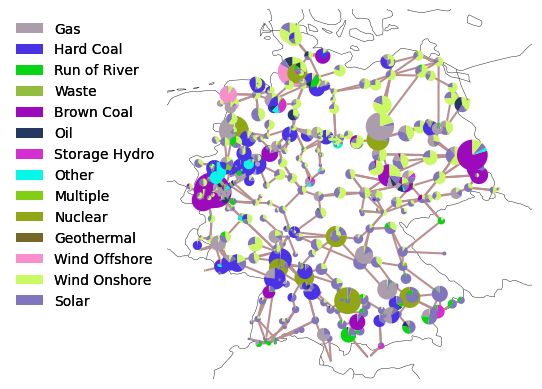 Gas
Hard Coal
Run of River
Waste
Brown Coal
Oil
Storage Hydro
Other
Multiple
Nuclear
Geothermal
Wind Offshore
Wind Onshore
Solar